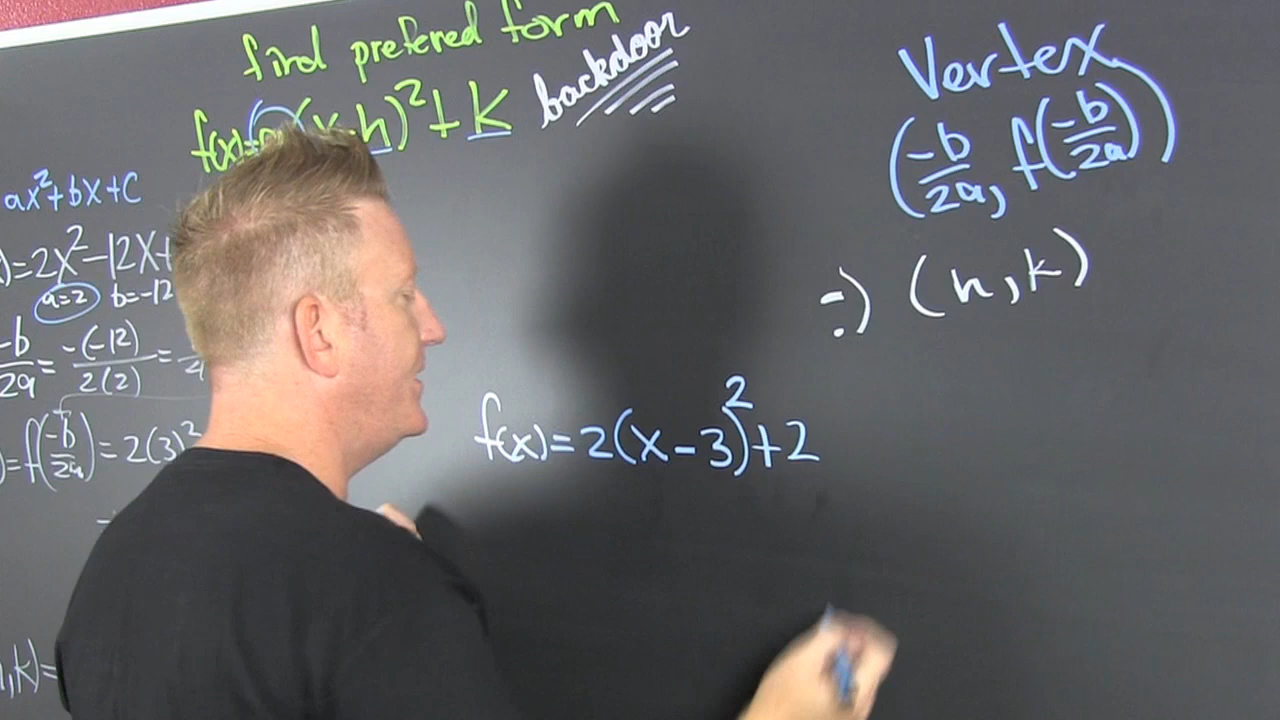 find prefered form
f(x)=a(x-h)²+k backdoor
ax²+bx+c
)=2x²-12x+
a=2 b=-12
-b/2a = -(-12)/2(2) =
)=f(-b/2a)=2(3)²
,k)=
Vertex
(-b/2a, f(-b/2a))
=) (h,k)
f(x)=2(x-3)²+2